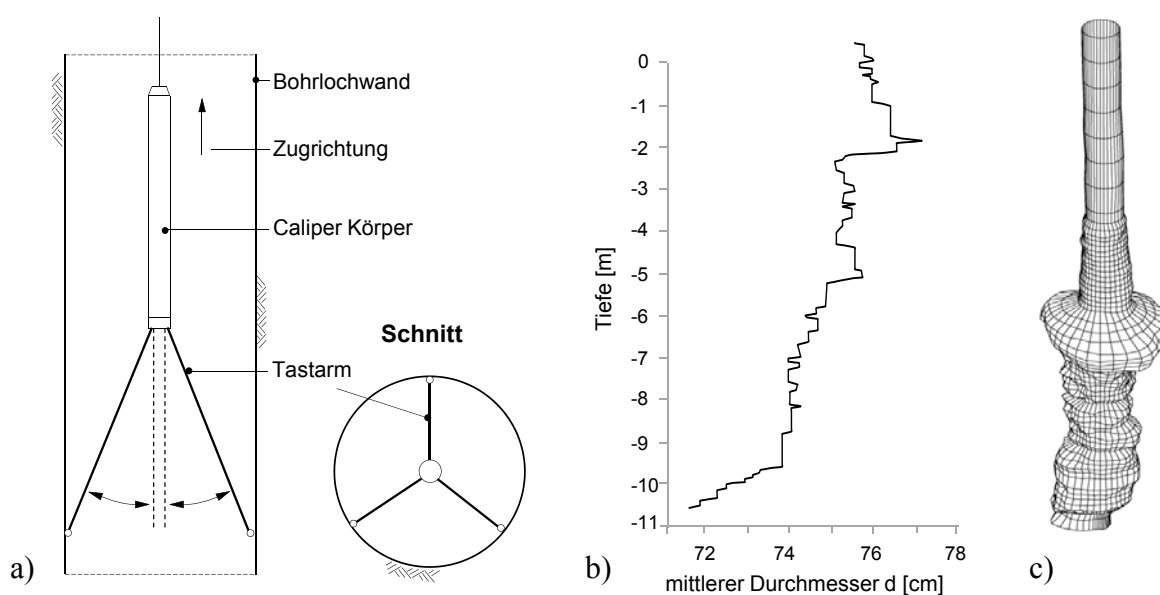 Bohrlochwand
Zugrichtung
Caliper Körper
Schnitt
Tastarm
a)
Tiefe [m]
0
-1
-2
-3
-4
-5
-6
-7
-8
-9
-10
-11
72 74 76 78
mittlerer Durchmesser d [cm]
b)
c)